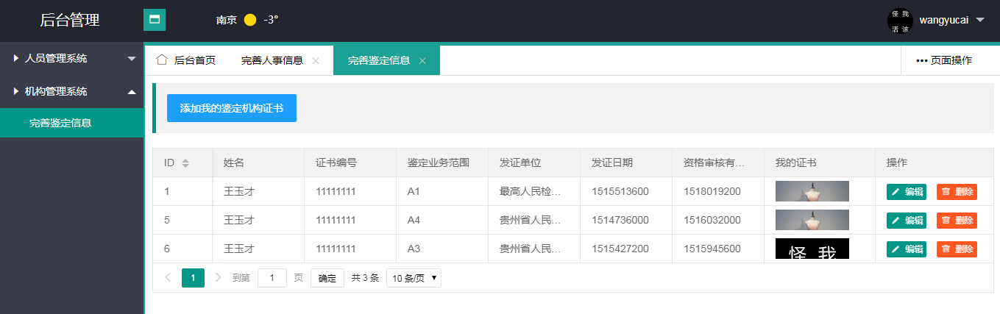 后台管理
南京 -3°
怪 我
活 该
wangyucai
人员管理系统
机构管理系统
完善鉴定信息
后台首页 完善人事信息 完善鉴定信息 页面操作
添加我的鉴定机构证书
ID 姓名 证书编号 鉴定业务范围 发证单位 发证日期 资格审核有... 我的证书 操作
1 王玉才 11111111 A1 最高人民检... 1515513600 1518019200 编辑 删除
5 王玉才 11111111 A4 贵州省人民... 1514736000 1516032000 编辑 删除
6 王玉才 11111111 A3 贵州省人民... 1515427200 1515945600 怪 我 编辑 删除
1 到第 1 页 确定 共 3 条 10 条/页